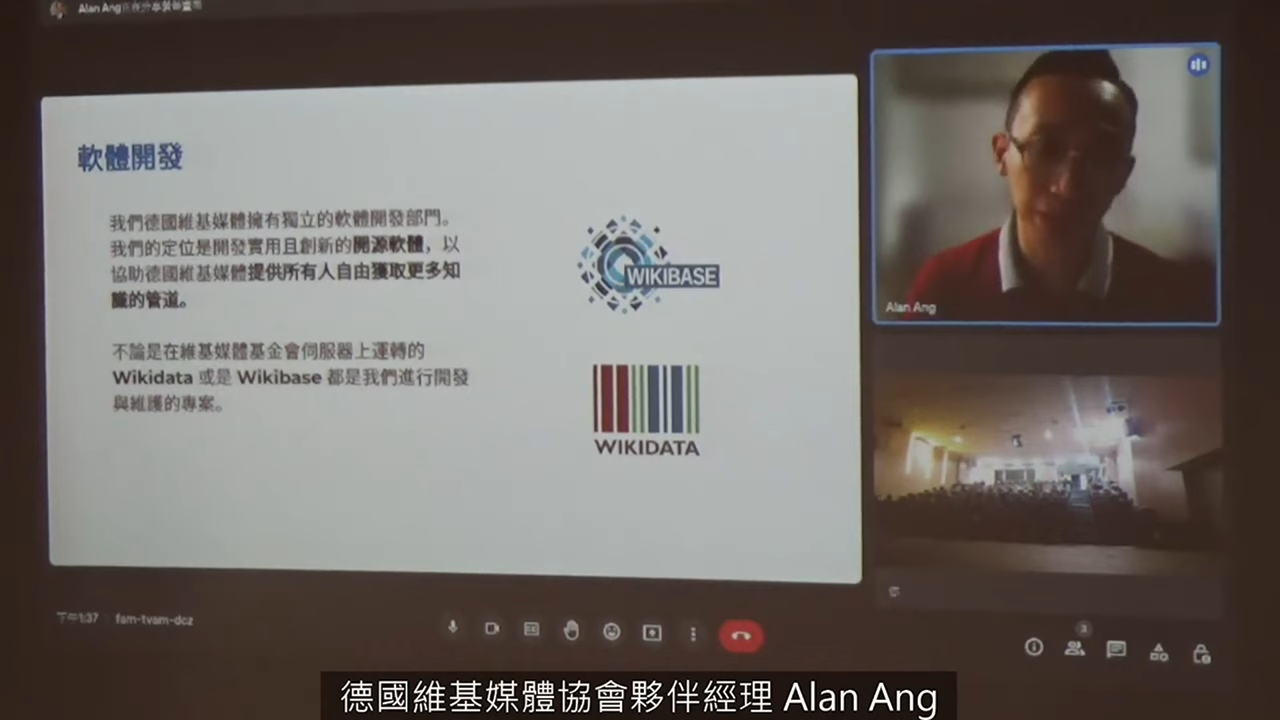 Alan Ang
軟體開發
我們德國維基媒體擁有獨立的軟體開發部門。
我們的定位是開發實用且創新的開源軟體，以
協助德國維基媒體提供所有人自由獲取更多知
識的管道。
不論是在維基媒體基金會伺服器上運轉的
Wikidata 或是 Wikibase 都是我們進行開發
與維護的專案。
WIKIBASE
WIKIDATA
Alan Ang
下午1:37
fsm-tvam-dcz
3
德國維基媒體協會夥伴經理 Alan Ang